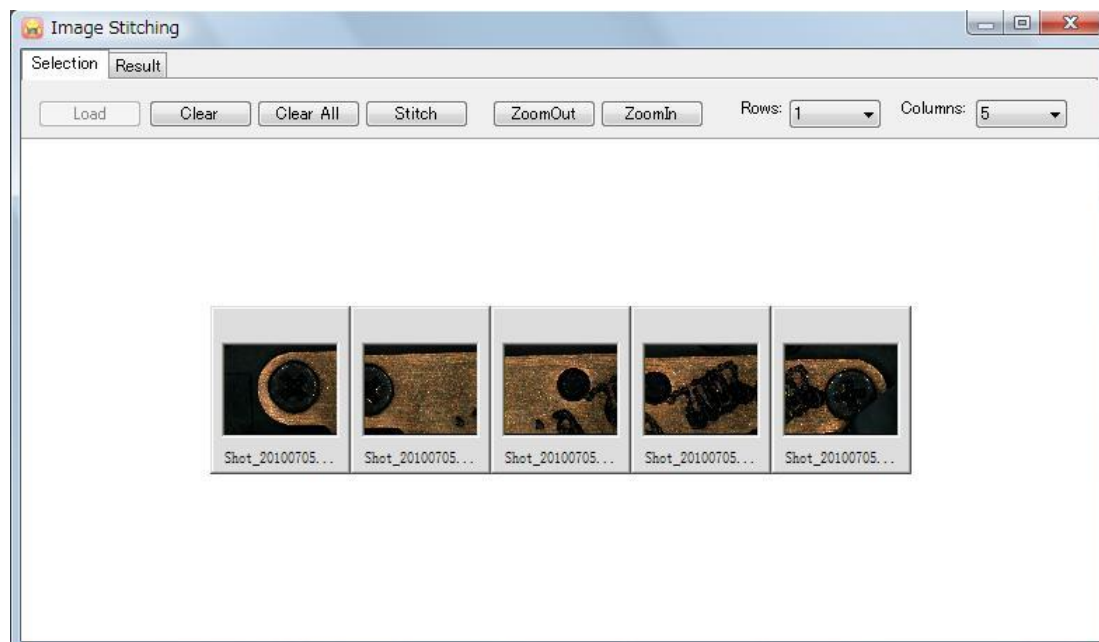 Image Stitching
Selection Result
Load Clear Clear All Stitch ZoomOut ZoomIn Rows: 1 Columns: 5
Shot_20100705... Shot_20100705... Shot_20100705... Shot_20100705... Shot_20100705...